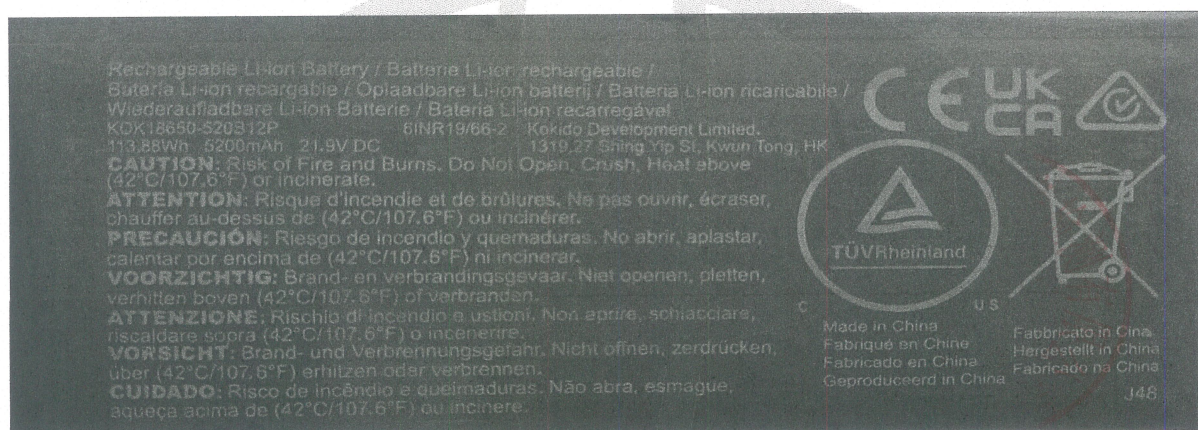 Rechargeable Li-ion Battery / Batterie Li-ion rechargeable /
Batería Li-ion recargable / Oplaadbare Li-ion batterij / Batteria Li-ion ricaricabile /
Wiederaufladbare Li-ion Batterie / Bateria Li-ion recarregável
KOK18650-520312P 6INR19/66-2 Kokido Development Limited.
113.88Wh 5200mAh 21.9V DC 1319,27 Shing Yip St, Kwun Tong, HK
CAUTION: Risk of Fire and Burns. Do Not Open, Crush, Heat above
(42°C/107.6°F) or incinerate.
ATTENTION: Risque d'incendie et de brûlures. Ne pas ouvrir, écraser,
chauffer au-dessus de (42°C/107.6°F) ou incinérer.
PRECAUCIÓN: Riesgo de incendio y quemaduras. No abrir, aplastar,
calentar por encima de (42°C/107.6°F) ni incinerar.
VOORZICHTIG: Brand- en verbrandingsgevaar. Niet openen, pletten,
verhitten boven (42°C/107.6°F) of verbranden.
ATTENZIONE: Rischio di incendio e ustioni. Non aprire, schiacciare,
riscaldare sopra (42°C/107.6°F) o incenerire.
VORSICHT: Brand- und Verbrennungsgefahr. Nicht öffnen, zerdrücken,
über (42°C/107.6°F) erhitzen oder verbrennen.
CUIDADO: Risco de incêndio e queimaduras. Não abra, esmague,
aqueça acima de (42°C/107.6°F) ou incinere.
CE UK
CA
TÜVRheinland
C US
Made in China
Fabriqué en Chine
Fabricado en China
Geproduceerd in China
Fabbricato in Cina
Hergestellt in China
Fabricado na China
J48